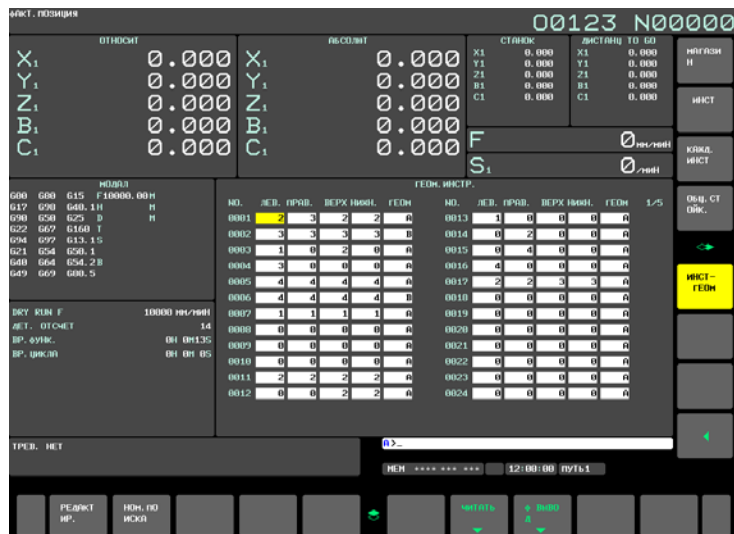 ФАКТ. ПОЗИЦИЯ
O0123 N00000
ОТНОСИТ
X1 0.000
Y1 0.000
Z1 0.000
B1 0.000
C1 0.000
АБСОЛЮТ
X1 0.000
Y1 0.000
Z1 0.000
B1 0.000
C1 0.000
СТАНОК
X1 0.000
Y1 0.000
Z1 0.000
B1 0.000
C1 0.000
ДИСТАНЦ TO GO
X1 0.000
Y1 0.000
Z1 0.000
B1 0.000
C1 0.000
F 0 ММ/МИН
S1 0 /МИН
МОДАЛ
G00 G80 G15 F10000.00M
G17 G98 G40.1H M
G90 G50 G25 D M
G22 G67 G160 T
G94 G97 G13.1S
G21 G54 G50.1
G40 G64 G54.2B
G49 G69 G80.5
DRY RUN F 10000 ММ/МИН
ДЕТ. ОТСЧЕТ 14
ВР. ФУНК. 0H 0M13S
ВР. ЦИКЛА 0H 0M 0S
ГЕОМ. ИНСТР.
NO. ЛЕВ. ПРАВ. ВЕРХ НИЖН. ГЕОМ
0001 2 3 2 2 A
0002 3 3 3 3 B
0003 1 0 2 0 A
0004 3 0 0 0 A
0005 4 4 4 4 A
0006 4 4 4 4 B
0007 1 1 1 1 A
0008 0 0 0 0 A
0009 0 0 0 0 A
0010 0 0 0 0 A
0011 2 2 2 2 A
0012 0 0 2 2 A
NO. ЛЕВ. ПРАВ. ВЕРХ НИЖН. ГЕОМ 1/5
0013 1 0 0 0 A
0014 0 2 0 0 A
0015 0 4 0 0 A
0016 4 0 0 0 A
0017 2 2 3 3 A
0018 0 0 0 0 A
0019 0 0 0 0 A
0020 0 0 0 0 A
0021 0 0 0 0 A
0022 0 0 0 0 A
0023 0 0 0 0 A
0024 0 0 0 0 A
МАГАЗИ
Н
ИНСТ
КАЖД.
ИНСТ
ОБЩ. СТ
ОЙК.
ИНСТ-
ГЕОМ
ТРЕВ. НЕТ
A>_
MEM **** *** ***
12:00:00 ПУТЬ1
РЕДАКТ
ИР.
НОМ. ПО
ИСКА
ЧИТАТЬ
Ф ВЫВО
Д